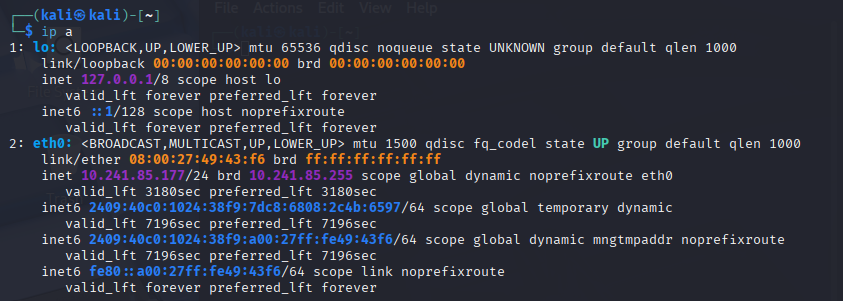 File Actions Edit View Help
┌──(kali㉿kali)-[~]
└─$ ip a
1: lo: <LOOPBACK,UP,LOWER_UP> mtu 65536 qdisc noqueue state UNKNOWN group default qlen 1000
    link/loopback 00:00:00:00:00:00 brd 00:00:00:00:00:00
    inet 127.0.0.1/8 scope host lo
       valid_lft forever preferred_lft forever
    inet6 ::1/128 scope host noprefixroute
       valid_lft forever preferred_lft forever
2: eth0: <BROADCAST,MULTICAST,UP,LOWER_UP> mtu 1500 qdisc fq_codel state UP group default qlen 1000
    link/ether 08:00:27:49:43:f6 brd ff:ff:ff:ff:ff:ff
    inet 10.241.85.177/24 brd 10.241.85.255 scope global dynamic noprefixroute eth0
       valid_lft 3180sec preferred_lft 3180sec
    inet6 2409:40c0:1024:38f9:7dc8:6808:2c4b:6597/64 scope global temporary dynamic
       valid_lft 7196sec preferred_lft 7196sec
    inet6 2409:40c0:1024:38f9:a00:27ff:fe49:43f6/64 scope global dynamic mngtmpaddr noprefixroute
       valid_lft 7196sec preferred_lft 7196sec
    inet6 fe80::a00:27ff:fe49:43f6/64 scope link noprefixroute
       valid_lft forever preferred_lft forever